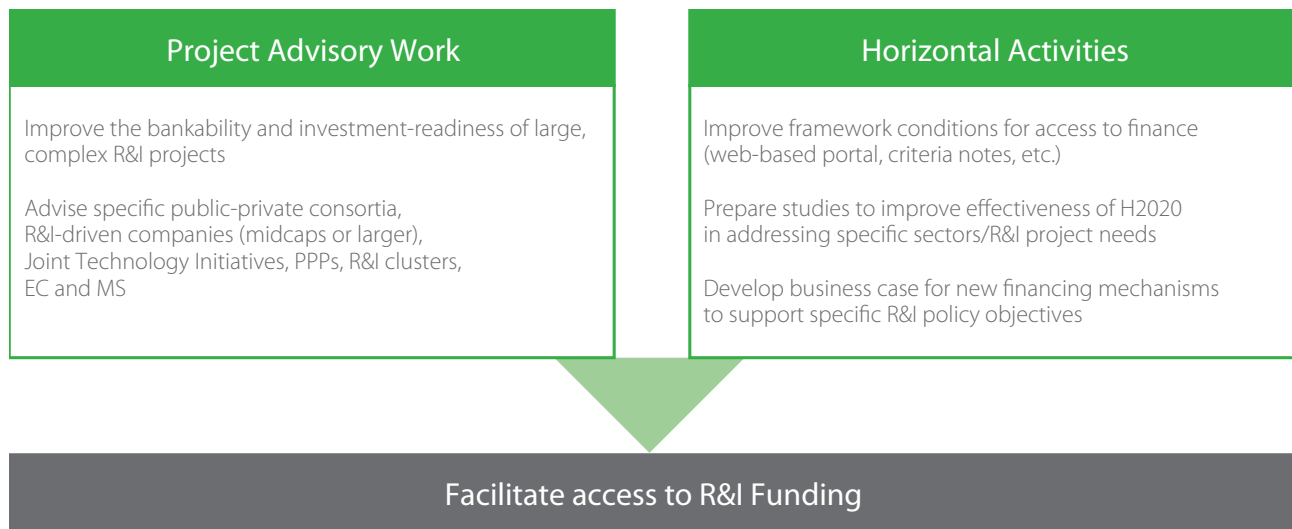 Project Advisory Work
Improve the bankability and investment-readiness of large,
complex R&I projects
Advise specific public-private consortia,
R&I-driven companies (midcaps or larger),
Joint Technology Initiatives, PPPs, R&I clusters,
EC and MS
Horizontal Activities
Improve framework conditions for access to finance
(web-based portal, criteria notes, etc.)
Prepare studies to improve effectiveness of H2020
in addressing specific sectors/R&I project needs
Develop business case for new financing mechanisms
to support specific R&I policy objectives
Facilitate access to R&I Funding